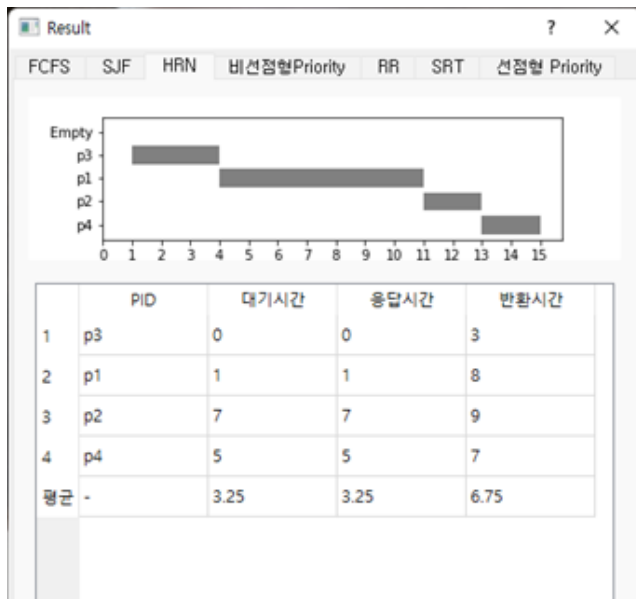 Result ? ×
FCFS SJF HRN 비선점형Priority RR SRT 선점형 Priority
Empty
p3
p1
p2
p4
0 1 2 3 4 5 6 7 8 9 10 11 12 13 14 15
PID 대기시간 응답시간 반환시간
1 p3 0 0 3
2 p1 1 1 8
3 p2 7 7 9
4 p4 5 5 7
평균 - 3.25 3.25 6.75